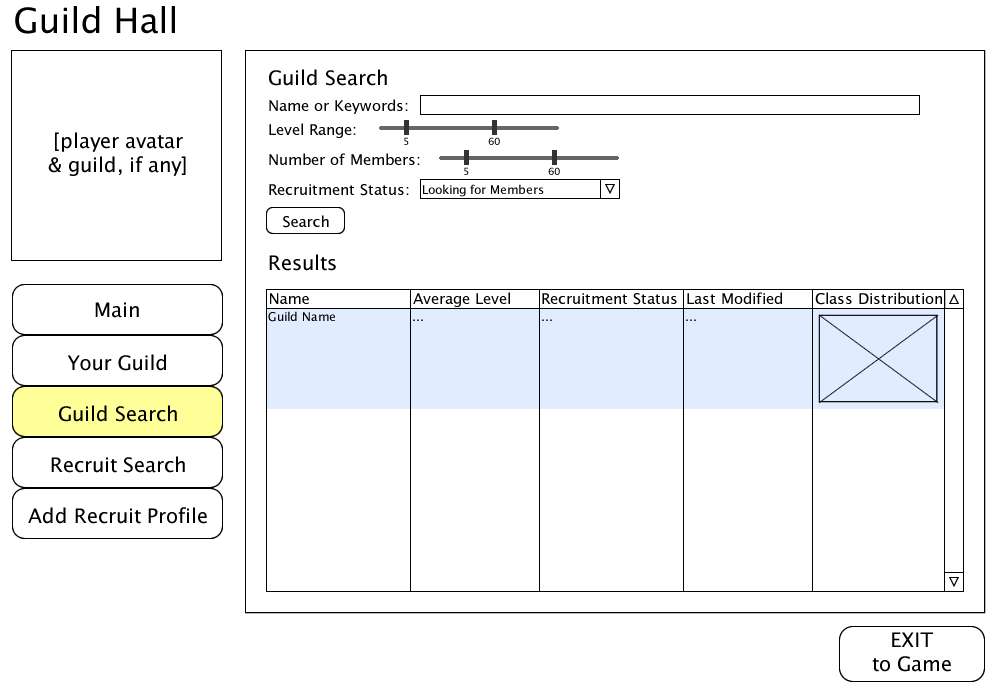 Guild Hall
[player avatar
& guild, if any]
Main
Your Guild
Guild Search
Recruit Search
Add Recruit Profile
Guild Search
Name or Keywords:
Level Range:
5 60
Number of Members:
5 60
Recruitment Status: Looking for Members
Search
Results
Name Average Level Recruitment Status Last Modified Class Distribution
Guild Name ... ... ...
EXIT
to Game